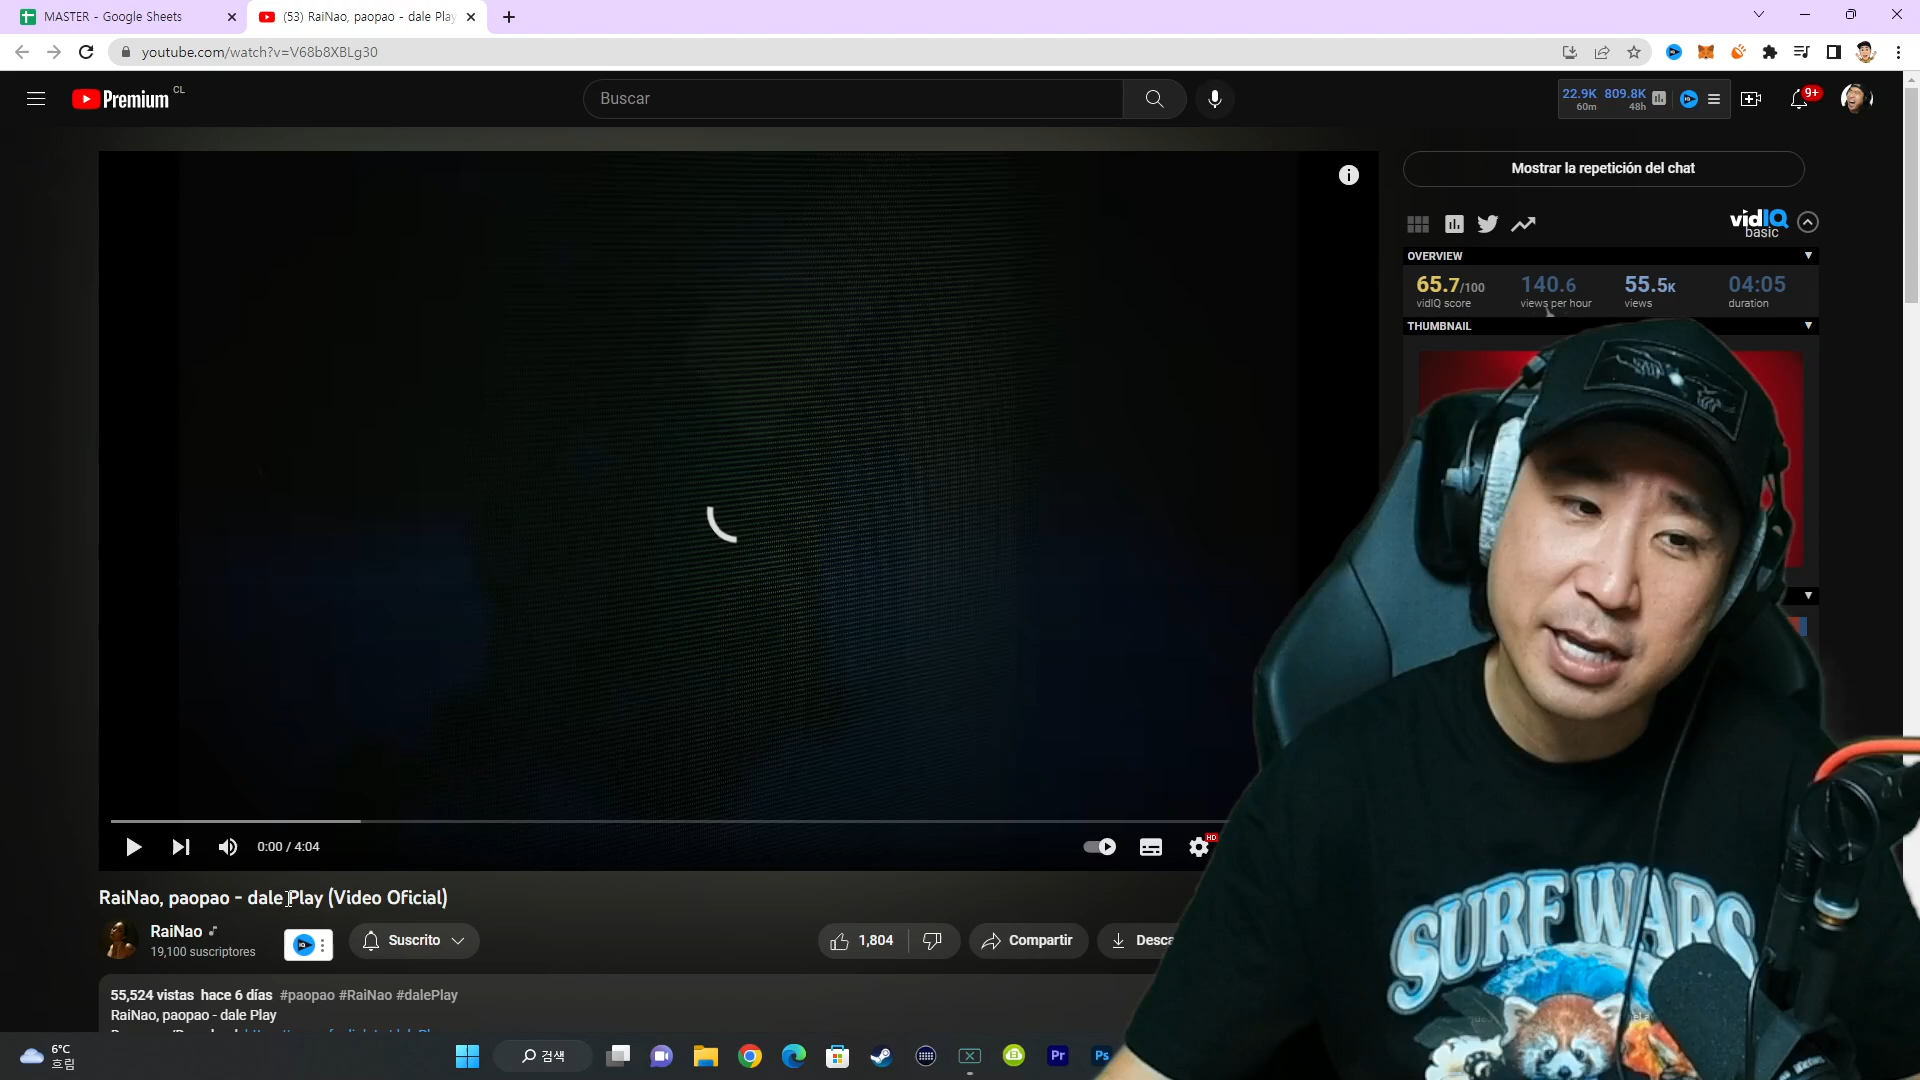 MASTER - Google Sheets
(53) RaiNao, paopao - dale Play
youtube.com/watch?v=V68b8XBLg30
Premium CL
Buscar
22.9K 809.8K
60m 48h
9+
Mostrar la repetición del chat
vidIQ
basic
OVERVIEW
65.7/100 140.6 55.5K 04:05
vidIQ score views per hour views duration
THUMBNAIL
HD
0:00 / 4:04
RaiNao, paopao - dale Play (Video Oficial)
RaiNao
19,100 suscriptores
Suscrito
1,804
Compartir
Desca
55,524 vistas hace 6 días #paopao #RaiNao #dalePlay
RaiNao, paopao - dale Play
SURF WARS
6°C
흐림
검색
Pr
Ps